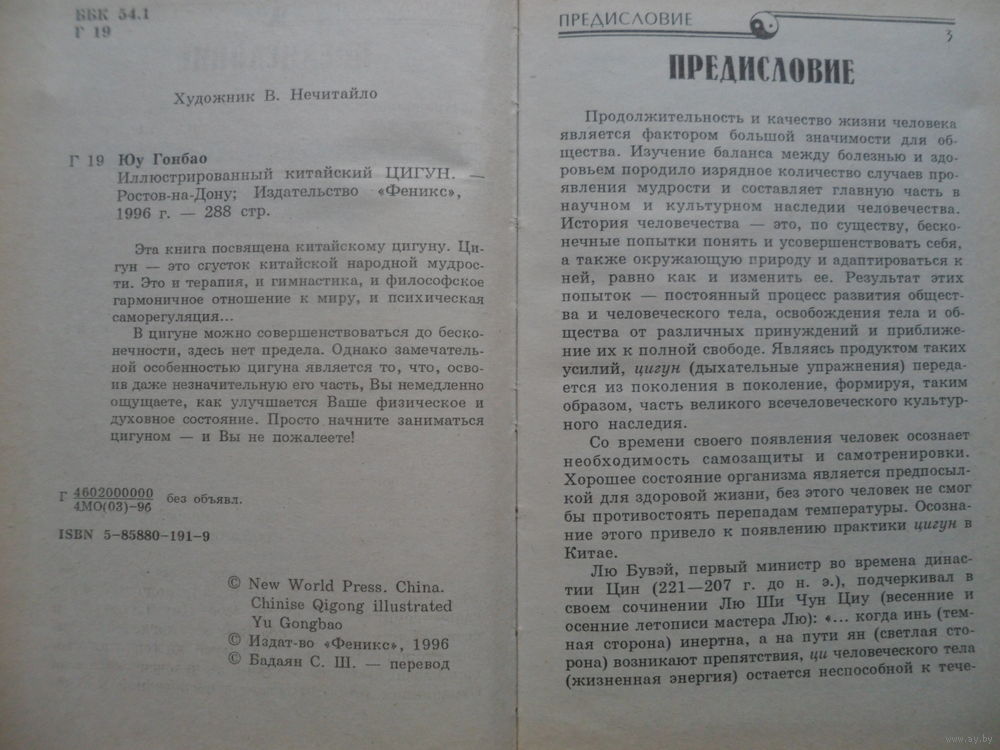 ББК 54.1
Г 19
Художник В. Нечитайло
Г 19 Юу Гонбао
Иллюстрированный китайский ЦИГУН. —
Ростов-на-Дону; Издательство «Феникс»,
1996 г. — 288 стр.
Эта книга посвящена китайскому цигуну. Ци-
гун — это сгусток китайской народной мудрос-
ти. Это и терапия, и гимнастика, и философское
гармоничное отношение к миру, и психическая
саморегуляция...
В цигуне можно совершенствоваться до беско-
нечности, здесь нет предела. Однако замечатель-
ной особенностью цигуна является то, что, осво-
ив даже незначительную его часть, Вы немедленно
ощущаете, как улучшается Ваше физическое и
духовное состояние. Просто начните заниматься
цигуном — и Вы не пожалеете!
Г 4602000000 без объявл.
4МО(03)-96
ISBN 5-85880-191-9
© New World Press. China.
Chinise Qigong illustrated
Yu Gongbao
© Издат-во «Феникс», 1996
© Бадаян С. Ш. — перевод
ПРЕДИСЛОВИЕ
3
ПРЕДИСЛОВИЕ
Продолжительность и качество жизни человека
является фактором большой значимости для об-
щества. Изучение баланса между болезнью и здо-
ровьем породило изрядное количество случаев про-
явления мудрости и составляет главную часть в
научном и культурном наследии человечества.
История человечества — это, по существу, беско-
нечные попытки понять и усовершенствовать себя,
а также окружающую природу и адаптироваться к
ней, равно как и изменить ее. Результат этих
попыток — постоянный процесс развития общест-
ва и человеческого тела, освобождения тела и об-
щества от различных принуждений и приближе-
ние их к полной свободе. Являясь продуктом таких
усилий, цигун (дыхательные упражнения) переда-
ется из поколения в поколение, формируя, таким
образом, часть великого всечеловеческого культур-
ного наследия.
Со времени своего появления человек осознает
необходимость самозащиты и самотренировки.
Хорошее состояние организма является предпосыл-
кой для здоровой жизни, без этого человек не смог
бы противостоять перепадам температуры. Осозна-
ние этого привело к появлению практики цигун в
Китае.
Лю Бувэй, первый министр во времена динас-
тии Цин (221—207 г. до н. э.), подчеркивал в
своем сочинении Лю Ши Чун Циу (весенние и
осенние летописи мастера Лю): «... когда инь (тем-
ная сторона) инертна, а на пути ян (светлая сто-
рона) возникают препятствия, ци человеческого тела
(жизненная энергия) остается неспособной к тече-
www.ay.by